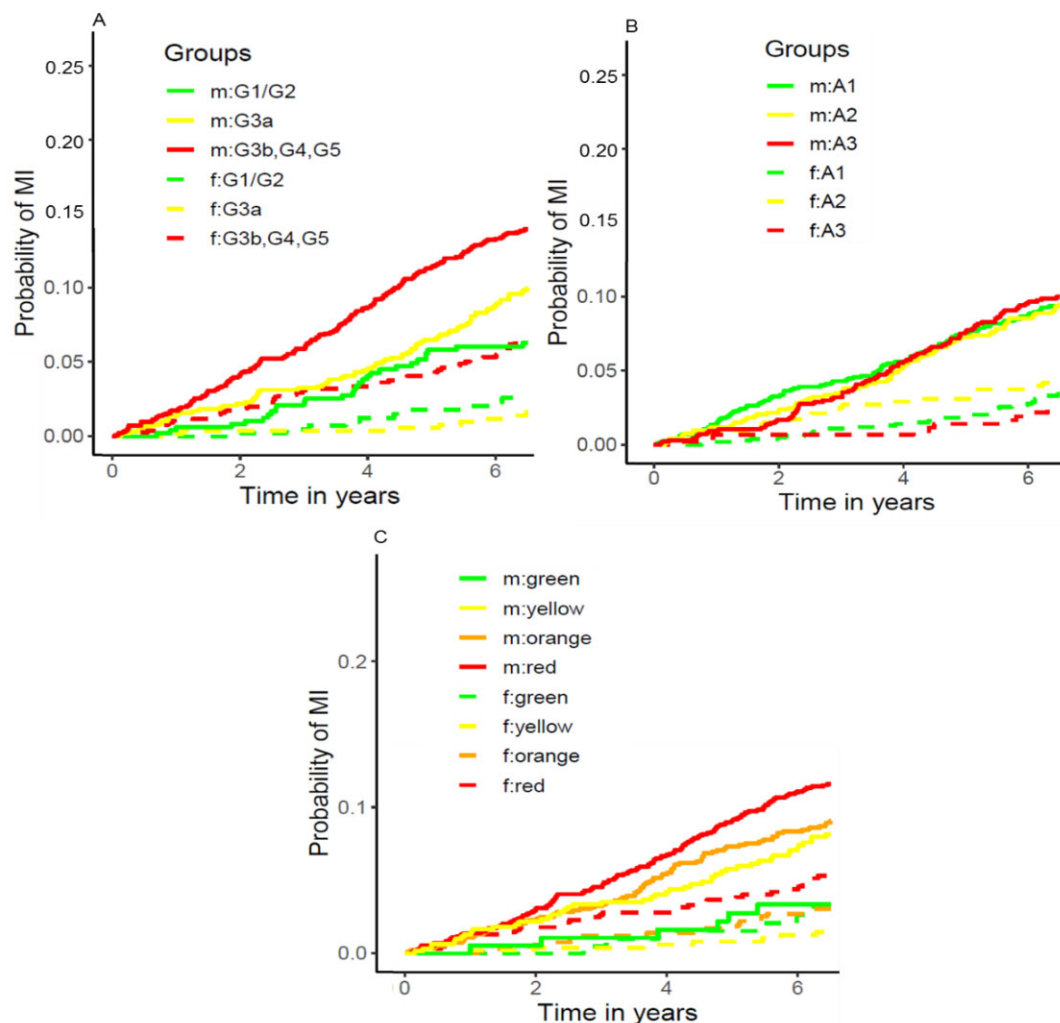 A
Groups
m:G1/G2
m:G3a
m:G3b,G4,G5
f:G1/G2
f:G3a
f:G3b,G4,G5
0.25
0.20
0.15
0.10
0.05
0.00
Probability of MI
0 2 4 6
Time in years
B
Groups
m:A1
m:A2
m:A3
f:A1
f:A2
f:A3
0.25
0.20
0.15
0.10
0.05
0.00
Probability of MI
0 2 4 6
Time in years
C
m:green
m:yellow
m:orange
m:red
f:green
f:yellow
f:orange
f:red
0.2
0.1
0.0
Probability of MI
0 2 4 6
Time in years